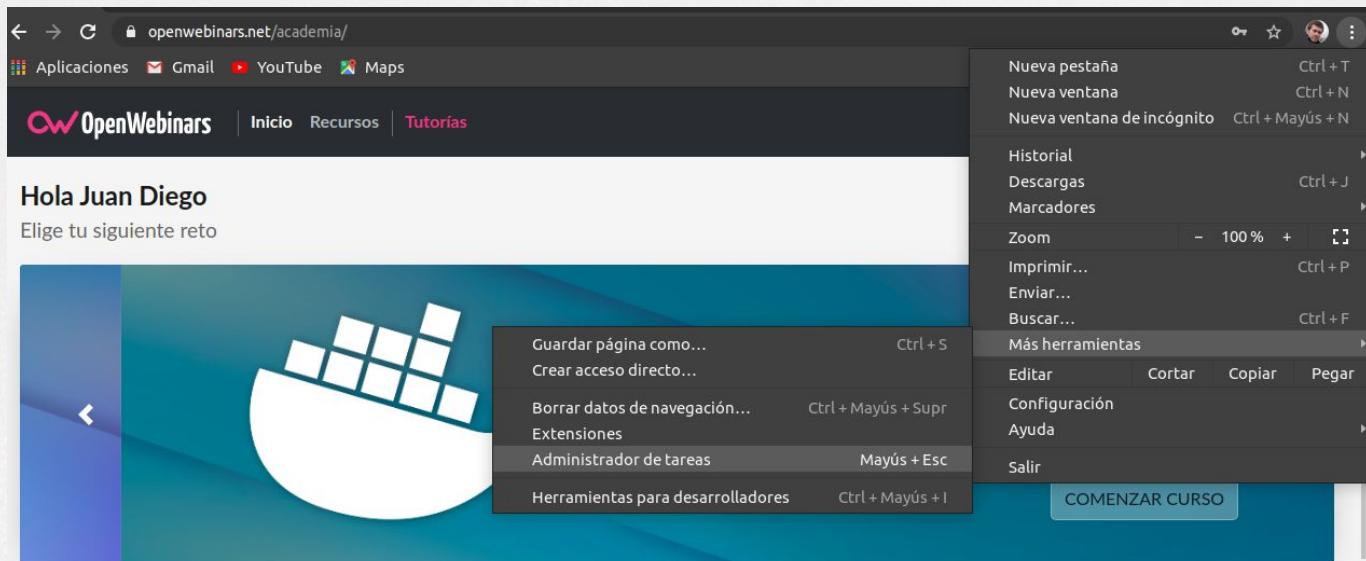 openwebinars.net/academia/
Aplicaciones Gmail YouTube Maps
OpenWebinars Inicio Recursos Tutorías
Hola Juan Diego
Elige tu siguiente reto
Nueva pestaña Ctrl + T
Nueva ventana Ctrl + N
Nueva ventana de incógnito Ctrl + Mayús + N
Historial
Descargas Ctrl + J
Marcadores
Zoom - 100 % +
Imprimir... Ctrl + P
Enviar...
Buscar... Ctrl + F
Más herramientas
Editar Cortar Copiar Pegar
Configuración
Ayuda
Salir
Guardar página como... Ctrl + S
Crear acceso directo...
Borrar datos de navegación... Ctrl + Mayús + Supr
Extensiones
Administrador de tareas Mayús + Esc
Herramientas para desarrolladores Ctrl + Mayús + I
COMENZAR CURSO